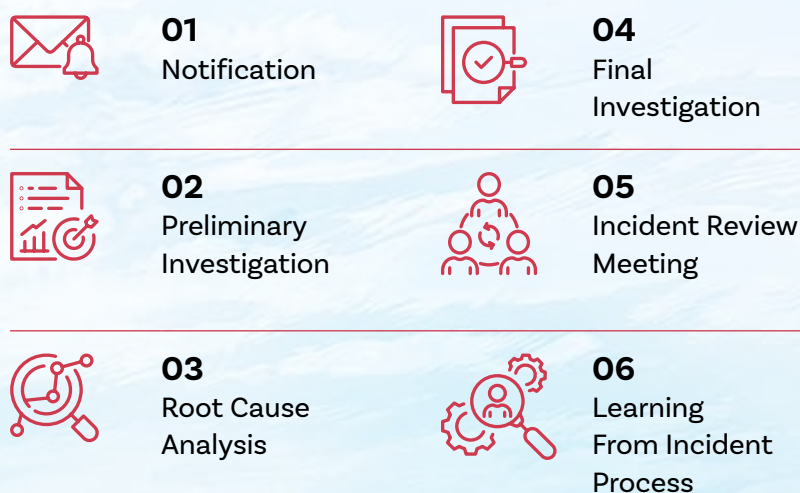 01
Notification
02
Preliminary
Investigation
03
Root Cause
Analysis
04
Final
Investigation
05
Incident Review
Meeting
06
Learning
From Incident
Process